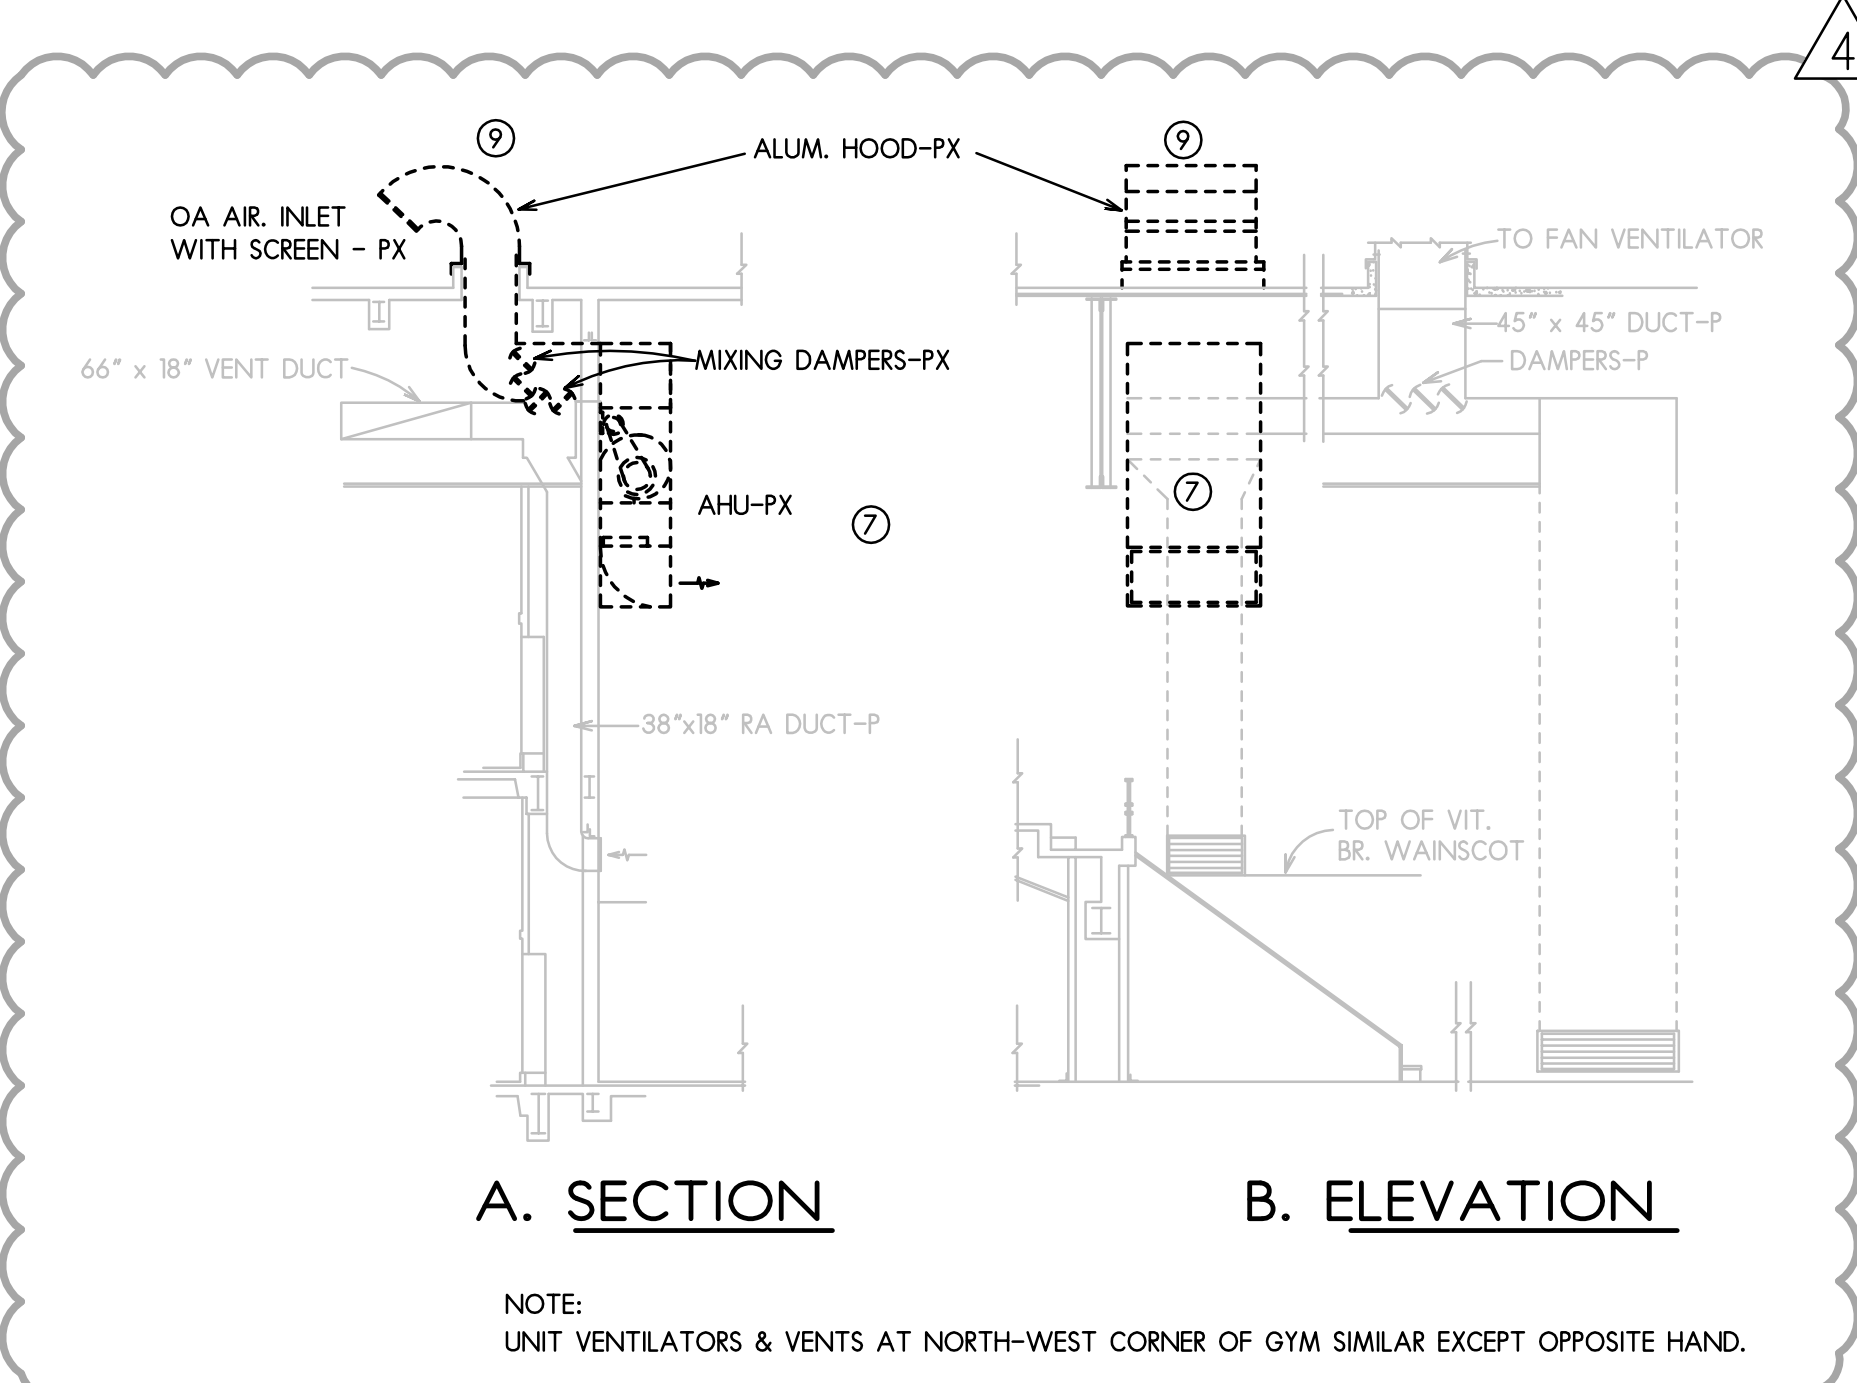 4
9
ALUM. HOOD-PX
9
OA AIR. INLET
WITH SCREEN - PX
TO FAN VENTILATOR
45" x 45" DUCT-P
66" x 18" VENT DUCT
MIXING DAMPERS-PX
DAMPERS-P
AHU-PX
7
7
38"x18" RA DUCT-P
TOP OF VIT.
BR. WAINSCOT
A. SECTION
B. ELEVATION
NOTE:
UNIT VENTILATORS & VENTS AT NORTH-WEST CORNER OF GYM SIMILAR EXCEPT OPPOSITE HAND.